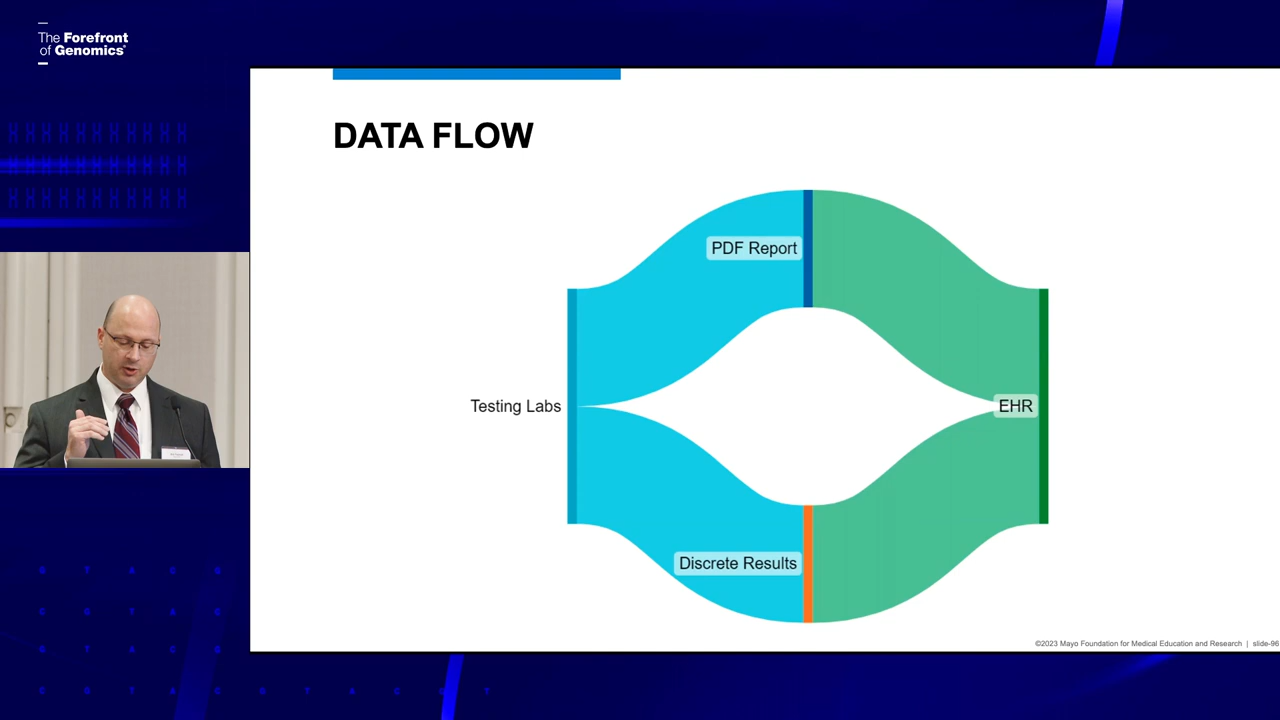 The Forefront
of Genomics®
DATA FLOW
PDF Report
Testing Labs
EHR
Discrete Results
©2023 Mayo Foundation for Medical Education and Research | slide-96